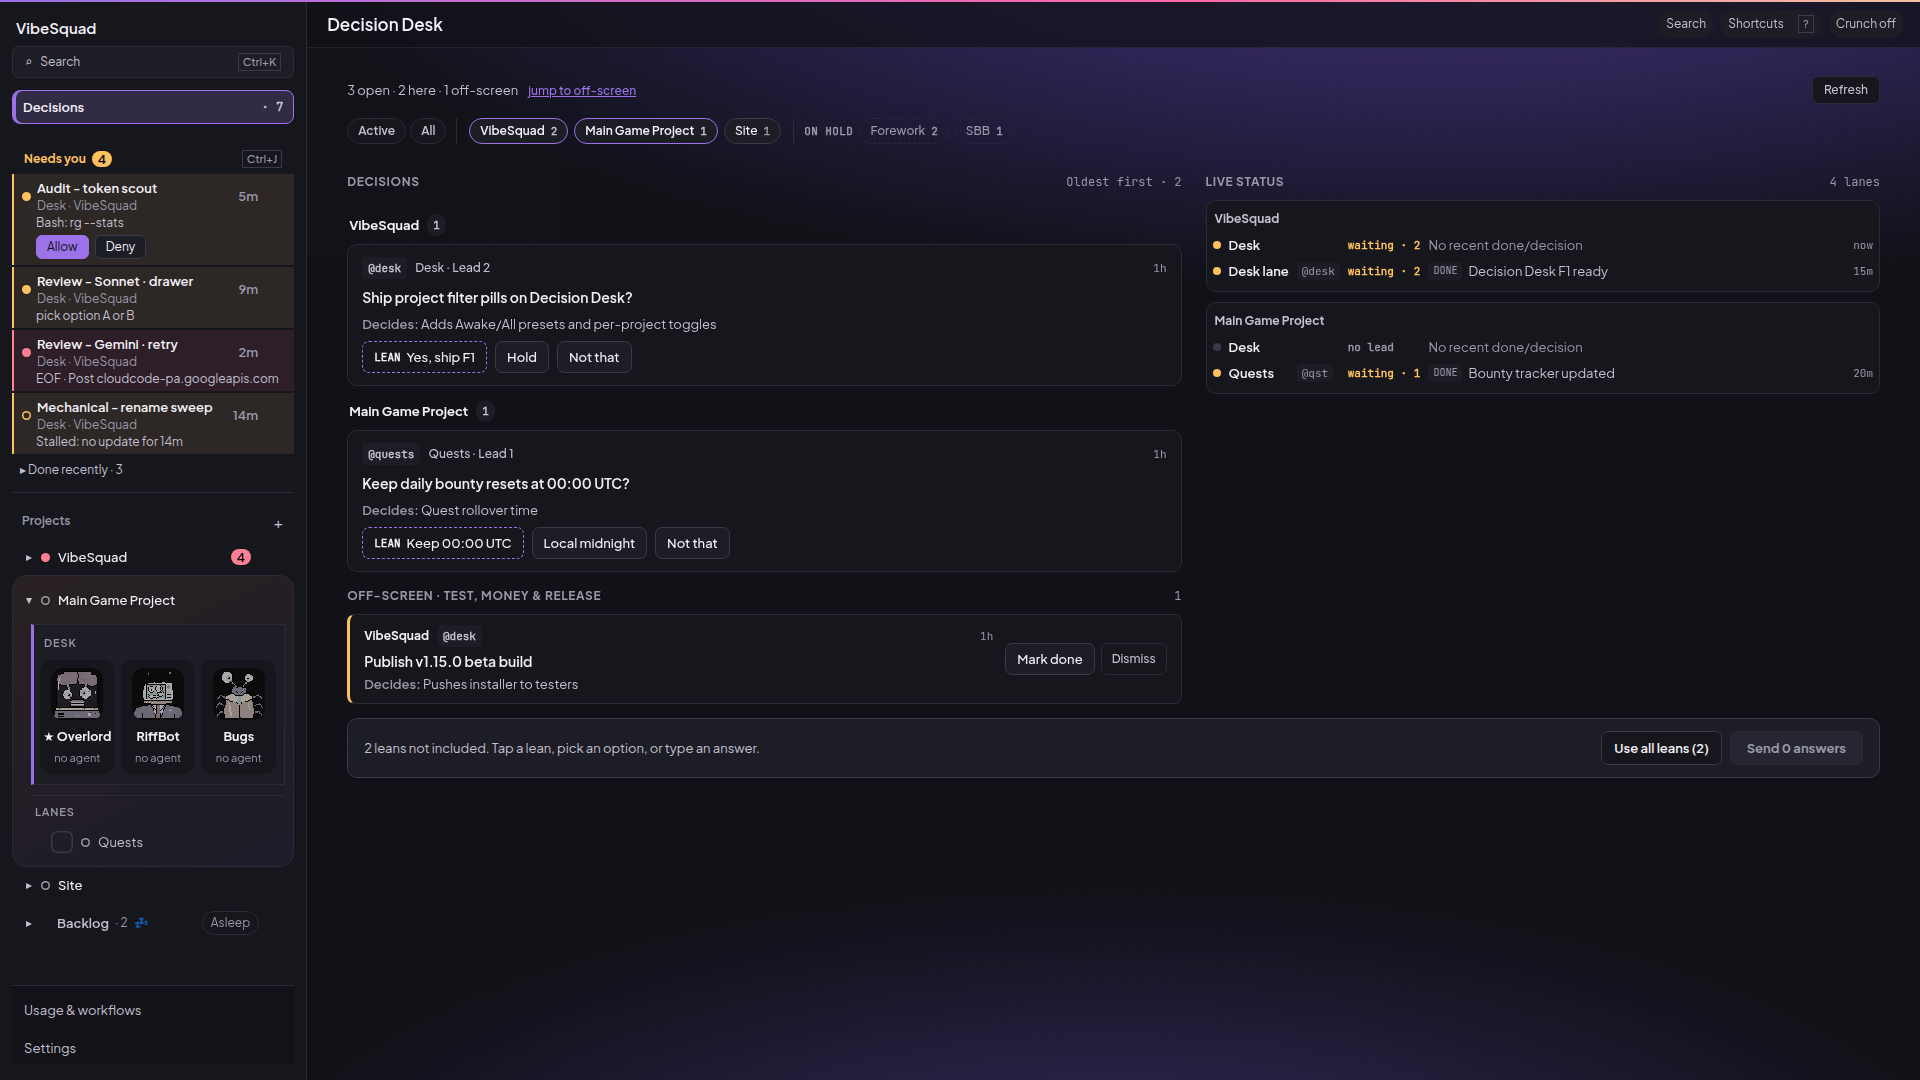 VibeSquad
Search Ctrl+K
Decisions · 7
Needs you 4 Ctrl+J
Audit – token scout 5m
Desk · VibeSquad
Bash: rg --stats
Allow Deny
Review – Sonnet · drawer 9m
Desk · VibeSquad
pick option A or B
Review – Gemini · retry 2m
Desk · VibeSquad
EOF · Post cloudcode-pa.googleapis.com
Mechanical – rename sweep 14m
Desk · VibeSquad
Stalled: no update for 14m
▸ Done recently · 3
Projects +
▸ VibeSquad 4
▾ Main Game Project
DESK
★ Overlord RiffBot Bugs
no agent no agent no agent
LANES
Quests
▸ Site
▸ Backlog · 2 💤 Asleep
Usage & workflows
Settings
Decision Desk
Search Shortcuts ? Crunch off
3 open · 2 here · 1 off-screen jump to off-screen
Refresh
Active All VibeSquad 2 Main Game Project 1 Site 1 ON HOLD Forework 2 SBB 1
DECISIONS Oldest first · 2
VibeSquad 1
@desk Desk · Lead 2 1h
Ship project filter pills on Decision Desk?
Decides: Adds Awake/All presets and per-project toggles
LEAN Yes, ship F1 Hold Not that
Main Game Project 1
@quests Quests · Lead 1 1h
Keep daily bounty resets at 00:00 UTC?
Decides: Quest rollover time
LEAN Keep 00:00 UTC Local midnight Not that
OFF-SCREEN · TEST, MONEY & RELEASE 1
VibeSquad @desk 1h
Publish v1.15.0 beta build
Decides: Pushes installer to testers
Mark done Dismiss
LIVE STATUS 4 lanes
VibeSquad
Desk waiting · 2 No recent done/decision now
Desk lane @desk waiting · 2 DONE Decision Desk F1 ready 15m
Main Game Project
Desk no lead No recent done/decision
Quests @qst waiting · 1 DONE Bounty tracker updated 20m
2 leans not included. Tap a lean, pick an option, or type an answer.
Use all leans (2) Send 0 answers